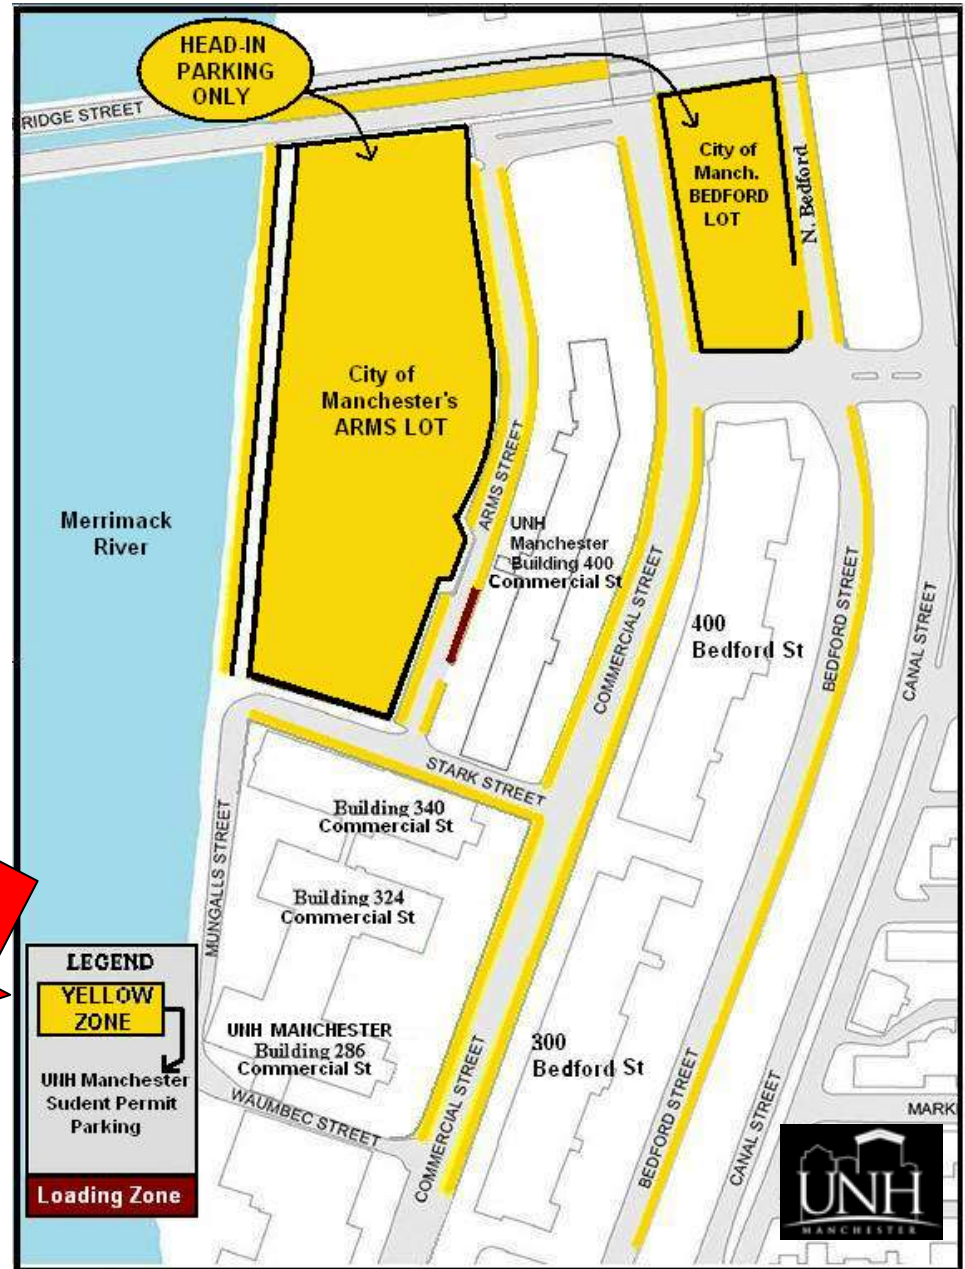 HEAD-IN
PARKING
ONLY
RIDGE STREET
City of
Manch.
BEDFORD
LOT
N. Bedford
City of
Manchester's
ARMS LOT
ARMS STREET
Merrimack
River
UNH
Manchester
Building 400
Commercial St
COMMERCIAL STREET
400
Bedford St
BEDFORD STREET
CANAL STREET
STARK STREET
MUNGALLS STREET
Building 340
Commercial St
Building 324
Commercial St
UNH MANCHESTER
Building 286
Commercial St
WAUMBEC STREET
COMMERCIAL STREET
300
Bedford St
BEDFORD STREET
CANAL STREET
MARK
LEGEND
YELLOW
ZONE
UNH Manchester
Sudent Permit
Parking
Loading Zone
UNH
MANCHESTER